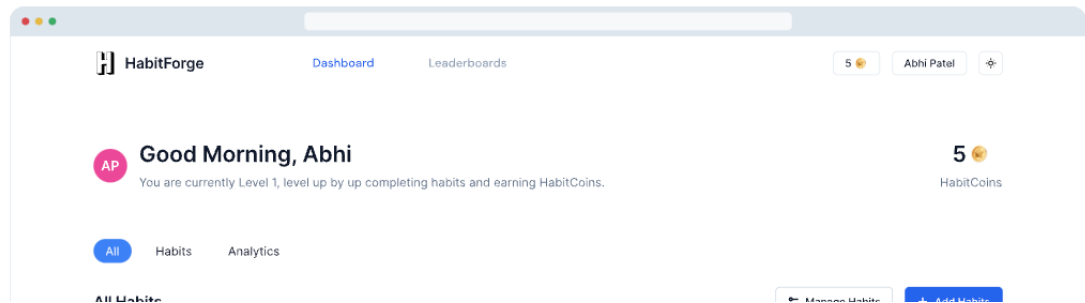 HabitForge
Dashboard
Leaderboards
5
Abhi Patel
AP
Good Morning, Abhi
You are currently Level 1, level up by up completing habits and earning HabitCoins.
5
HabitCoins
All
Habits
Analytics
All Habits
Manage Habits
+ Add Habits